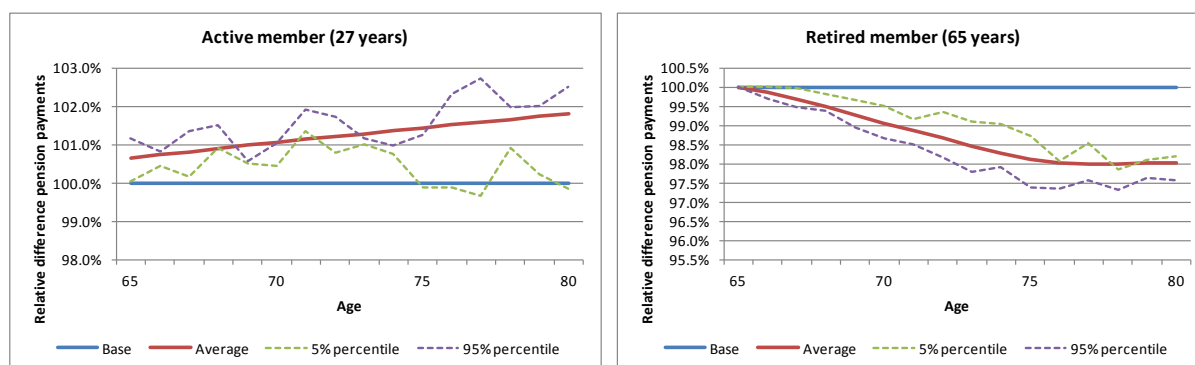 Active member (27 years)
Relative difference pension payments
103.0%
102.0%
101.0%
100.0%
99.0%
98.0%
65
70
75
80
Age
Base
Average
5% percentile
95% percentile
Retired member (65 years)
Relative difference pension payments
100.5%
100.0%
99.5%
99.0%
98.5%
98.0%
97.5%
96.5%
96.0%
95.5%
65
70
75
80
Age
Base
Average
5% percentile
95% percentile